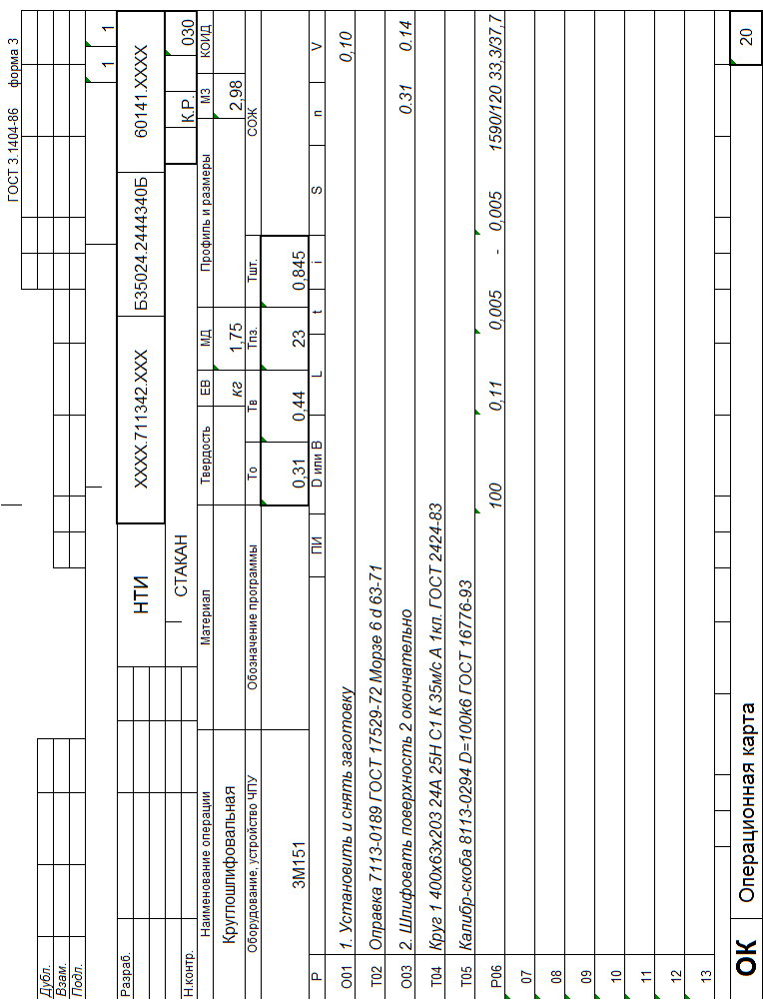 ГОСТ 3.1404-86 форма 3
Дубл.
Взам.
Подл.
1 1
Разраб. НТИ ХХХХ.711342.ХХХ Б35024.2444340Б 60141.ХХХХ
Н.контр. СТАКАН К.Р. 030
Наименование операции Материал Твердость ЕВ МД Профиль и размеры МЗ КОИД
Круглошлифовальная кг 1,75 2,98
Оборудование, устройство ЧПУ Обозначение программы То Тв Тпз. Тшт. СОЖ
3М151 0,31 0,44 23 0,845
Р ПИ D или В L t i S n V
О01 1. Установить и снять заготовку 0,10
Т02 Оправка 7113-0189 ГОСТ 17529-72 Морзе 6 d 63-71
О03 2. Шлифовать поверхность 2 окончательно 0.31 0.14
Т04 Круг 1 400х63х203 24А 25Н С1 К 35м/с А 1кл. ГОСТ 2424-83
Т05 Калибр-скоба 8113-0294 D=100k6 ГОСТ 16776-93
Р06 100 0,11 0,005 - 0,005 1590/120 33,3/37,7
07
08
09
10
11
12
13
ОК Операционная карта 20